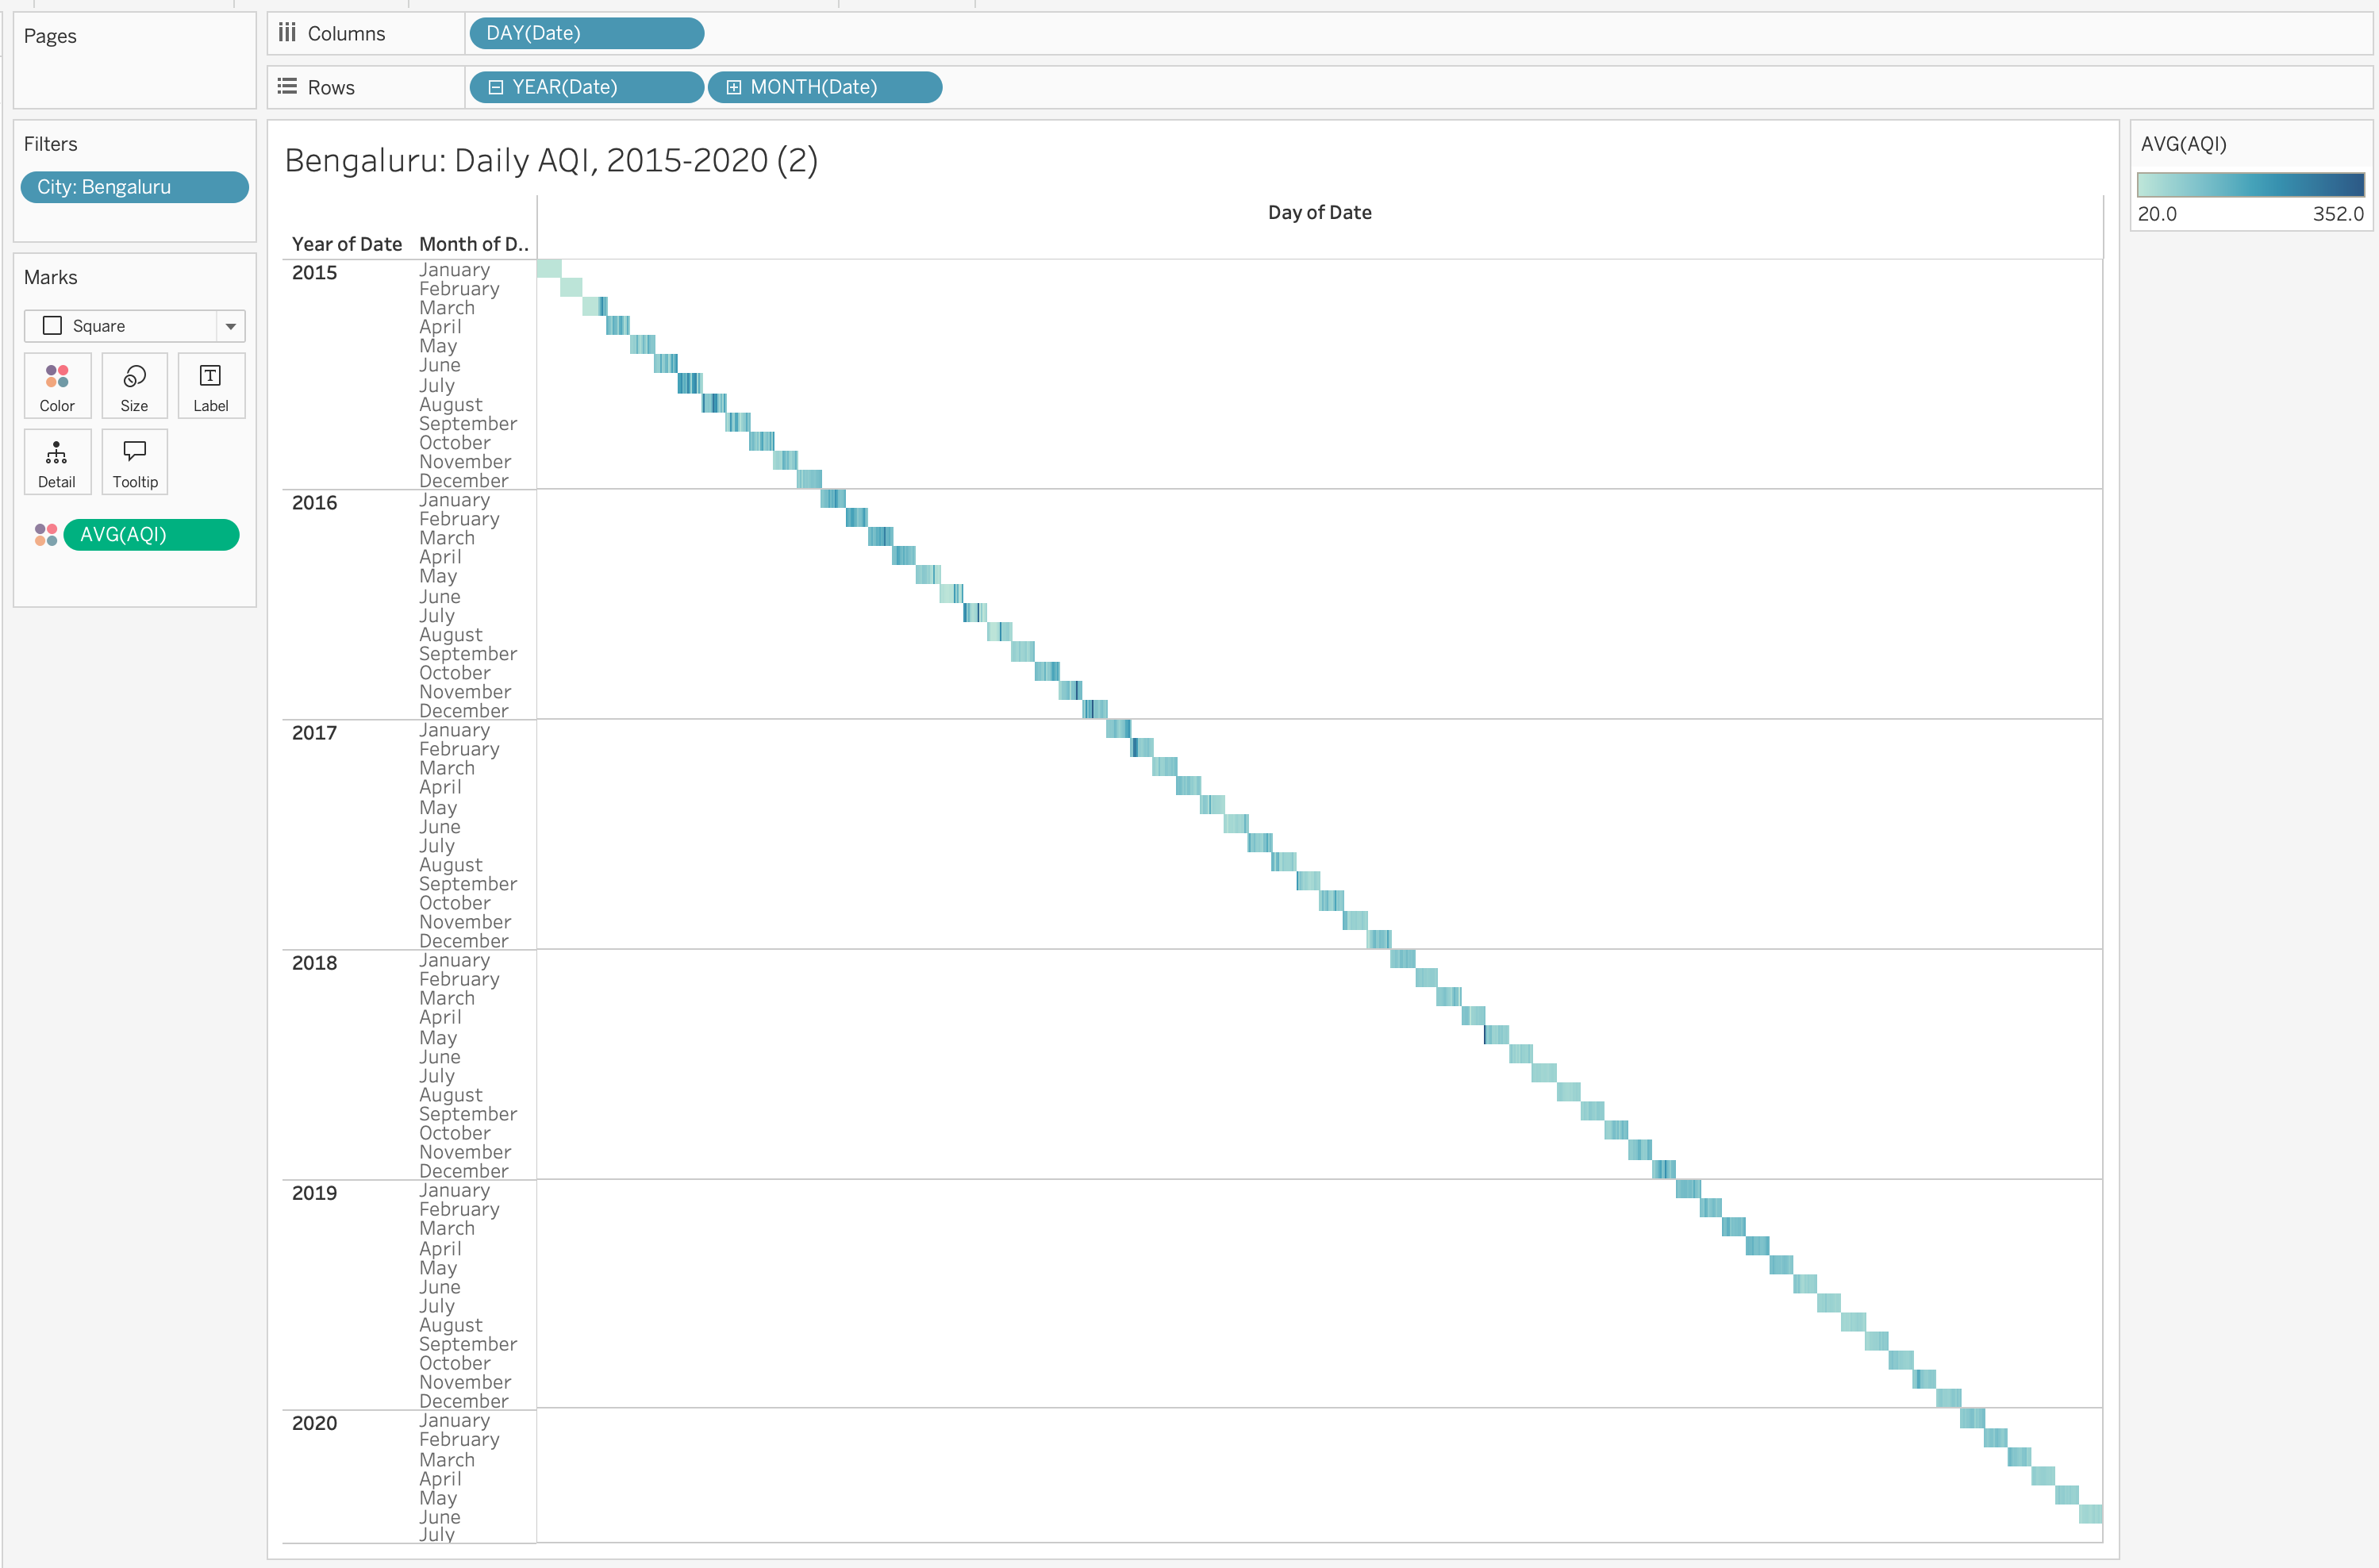 Pages
Columns
DAY(Date)
Rows
YEAR(Date)
MONTH(Date)
Filters
City: Bengaluru
Marks
Square
Color
Size
Label
Detail
Tooltip
AVG(AQI)
Bengaluru: Daily AQI, 2015-2020 (2)
Day of Date
Year of Date
Month of D..
2015
January
February
March
April
May
June
July
August
September
October
November
December
2016
January
February
March
April
May
June
July
August
September
October
November
December
2017
January
February
March
April
May
June
July
August
September
October
November
December
2018
January
February
March
April
May
June
July
August
September
October
November
December
2019
January
February
March
April
May
June
July
August
September
October
November
December
2020
January
February
March
April
May
June
July
AVG(AQI)
20.0
352.0